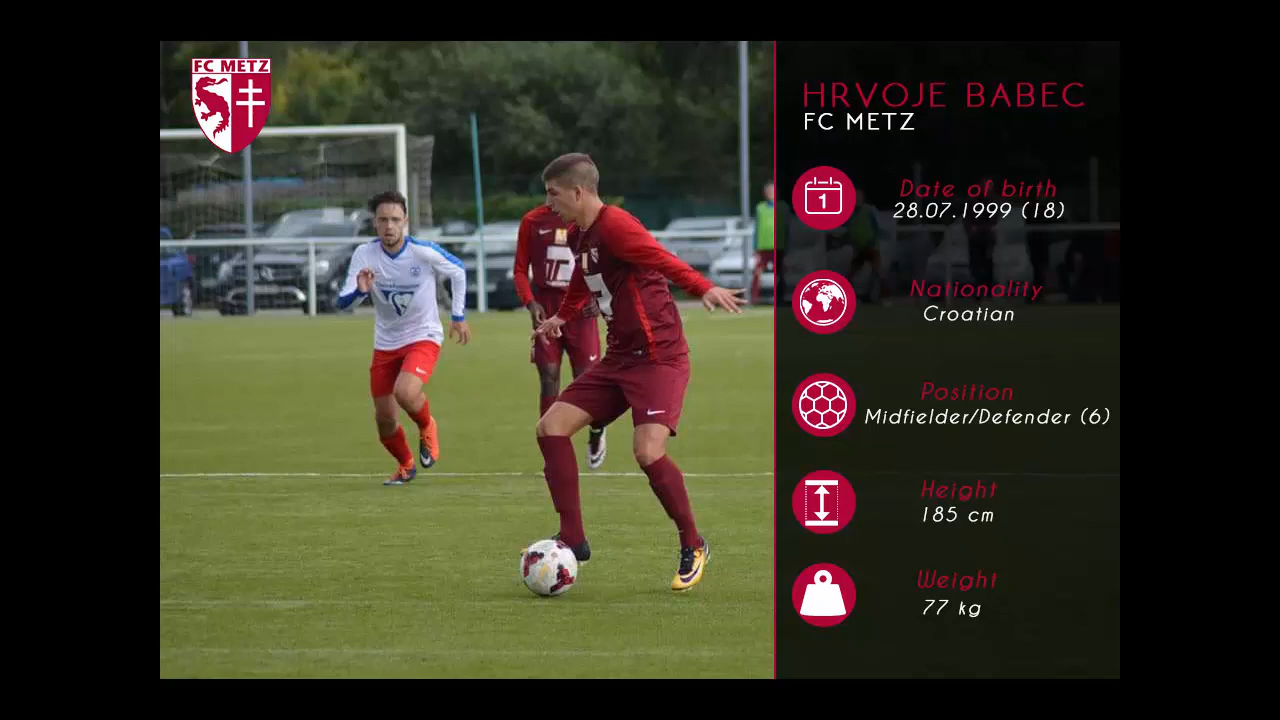 FC METZ
HRVOJE BABEC
FC METZ
1
Date of birth
28.07.1999 (18)
Nationality
Croatian
Position
Midfielder/Defender (6)
Height
185 cm
Weight
77 kg